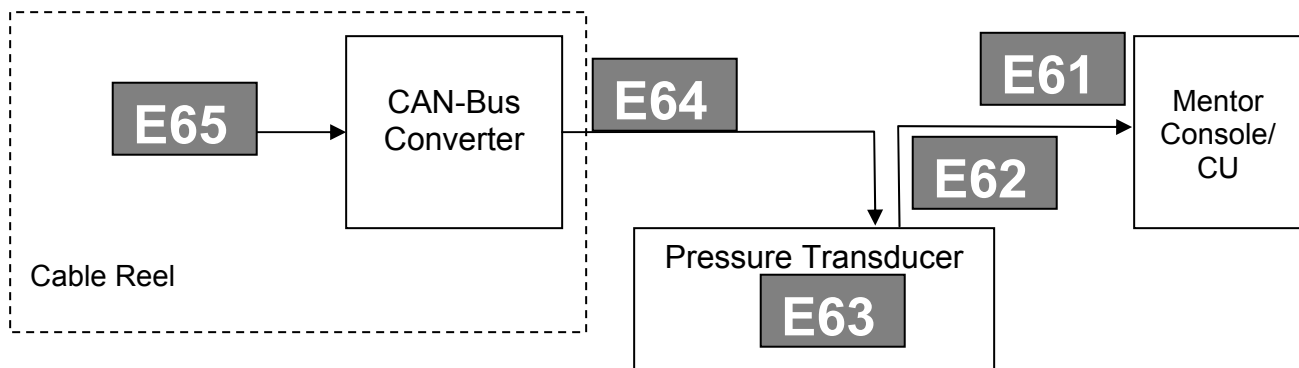 E65
CAN-Bus
Converter
E64
E61
E62
Mentor
Console/
CU
Cable Reel
Pressure Transducer
E63